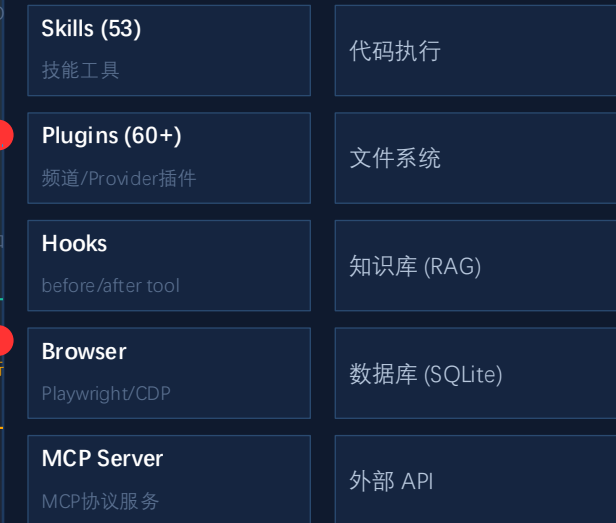 Skills (53)
技能工具
代码执行
Plugins (60+)
频道/Provider插件
文件系统
Hooks
before/after tool
知识库 (RAG)
Browser
Playwright/CDP
数据库 (SQLite)
MCP Server
MCP协议服务
外部 API